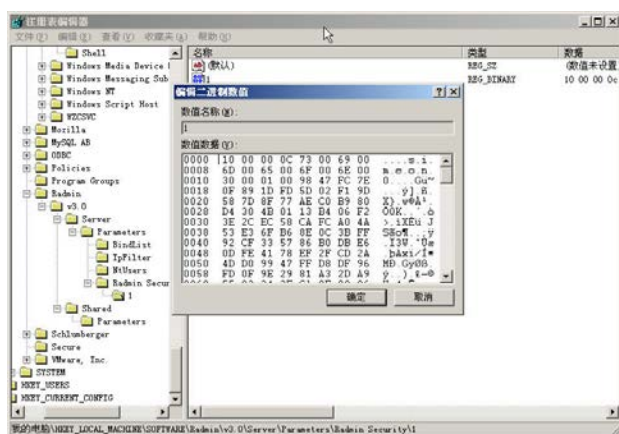 注册表编辑器
文件(F) 编辑(E) 查看(V) 收藏夹(A) 帮助(H)
Shell
Windows Media Device
Windows Messaging Sub
Windows NT
Windows Script Host
WZCSVC
Mozilla
MySQL AB
ODBC
Policies
Program Groups
Radmin
v3.0
Server
Parameters
BindList
IpFilter
NtUsers
Radmin Secur
1
Shared
Parameters
Schlumberger
Secure
VMware, Inc.
SYSTEM
HKEY_USERS
HKEY_CURRENT_CONFIG
名称 类型 数据
(默认) REG_SZ (数值未设置
1 REG_BINARY 10 00 00 0c
编辑二进制数值
数值名称(N):
1
数值数据(V):
0000 10 00 00 0C 73 00 69 00 ....s.i.
0008 6D 00 65 00 6F 00 6E 00 m.e.o.n.
0010 30 00 00 01 00 98 47 FC 7E
0018 0F 89 1D FD 5D 02 F1 9D
0020 58 7D 8F 77 AE C0 B9 80
0028 D4 30 4B 01 13 B4 06 F2
0030 3E 2C EC 58 CA FC A0 4A
0038 53 E3 6F B6 8E 0C 3B FF
0040 92 CF 33 57 86 B0 DB E6
0048 0D FE 41 78 EF 2F CD 2A
0050 4D D0 99 47 FF D8 DF 96
0058 FD 0F 9E 29 81 A3 2D A9
确定 取消
我的电脑\HKEY_LOCAL_MACHINE\SOFTWARE\Radmin\v3.0\Server\Parameters\Radmin Security\1